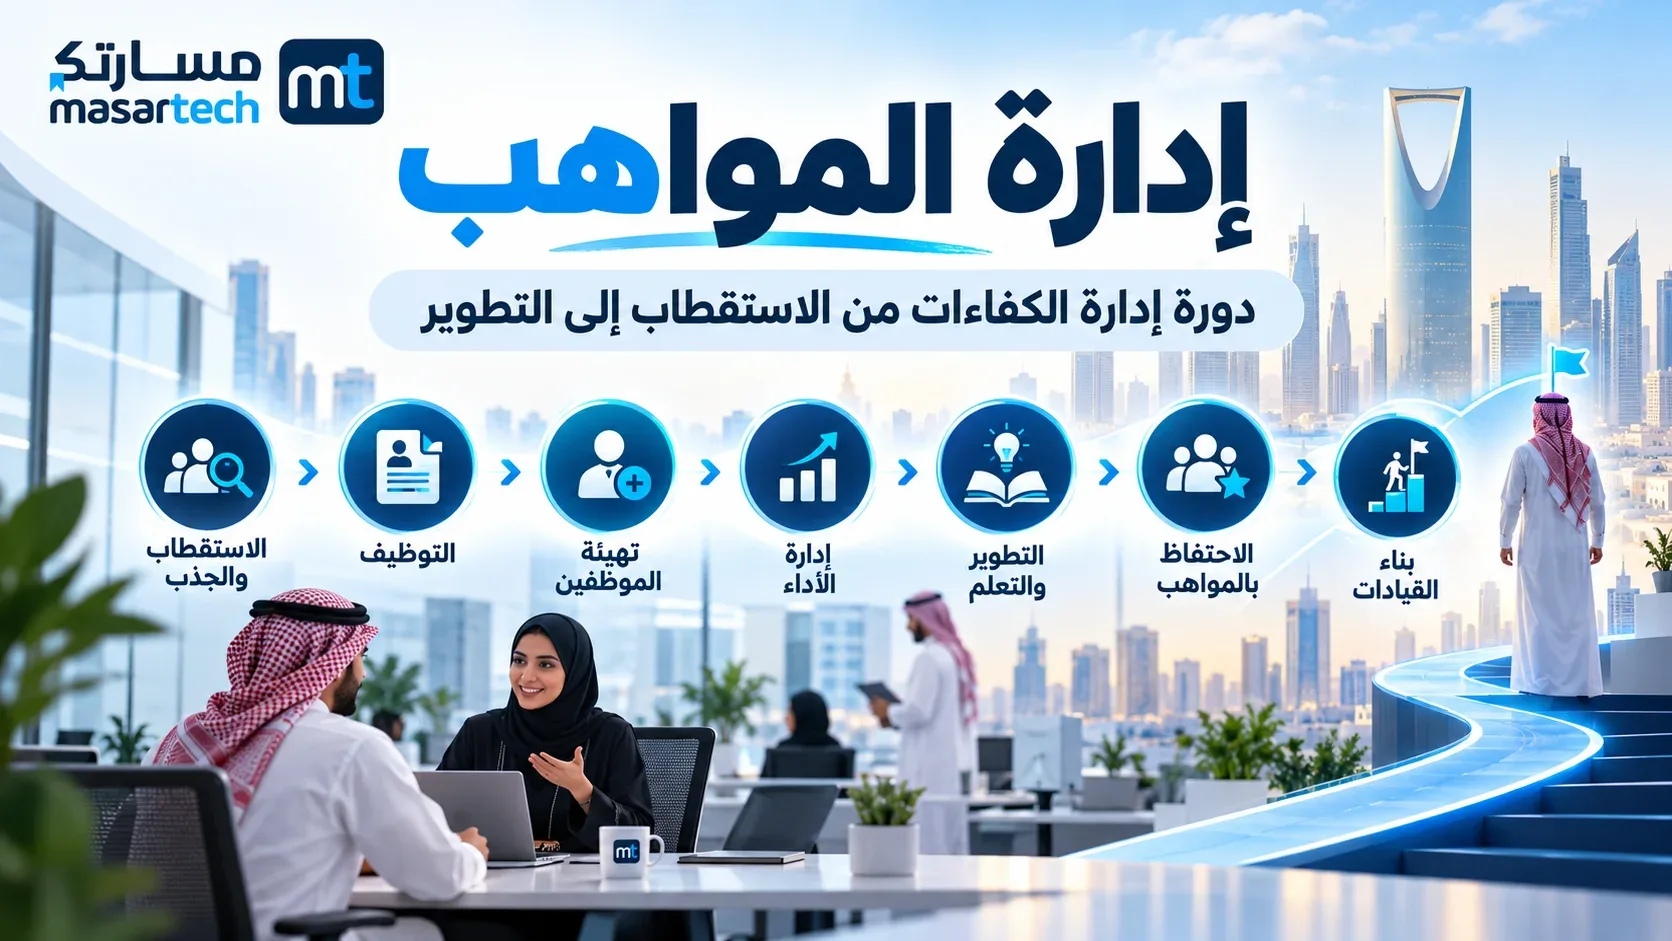 مسارتك
masartech
mt
إدارة المواهب
دورة إدارة الكفاءات من الاستقطاب إلى التطوير
الاستقطاب
والجذب
التوظيف
تهيئة
الموظفين
إدارة
الأداء
التطوير
والتعلم
الاحتفاظ
بالمواهب
بناء
القيادات
mt